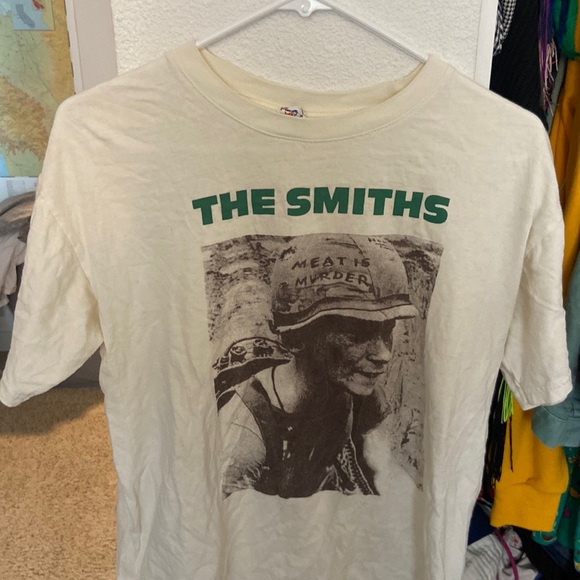 THE SMITHS
MEAT IS
MURDER